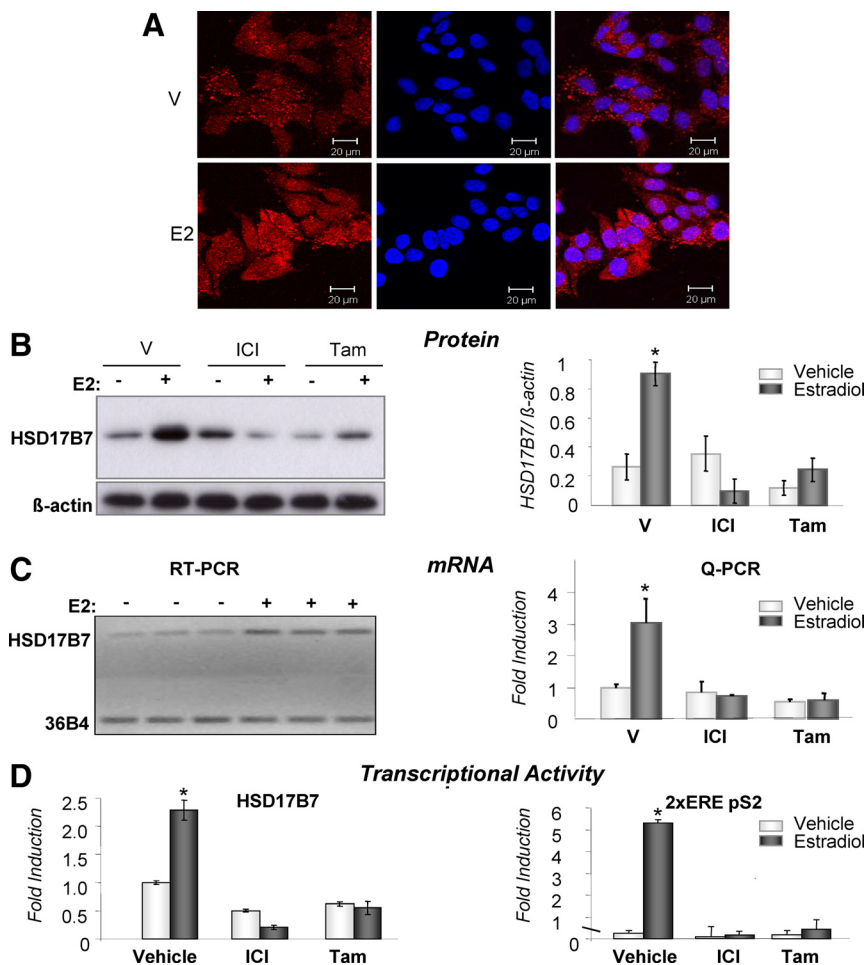 A
V
20 µm
20 µm
20 µm
E2
20 µm
20 µm
20 µm
B
V ICI Tam
E2: - + - + - +
HSD17B7
ß-actin
Protein
HSD17B7/ ß-actin
1
0.8
0.6
0.4
0.2
0
*
Vehicle
Estradiol
V ICI Tam
C
RT-PCR
mRNA
E2: - - - + + +
HSD17B7
36B4
Q-PCR
Fold Induction
4
3
2
1
0
*
Vehicle
Estradiol
V ICI Tam
D
Transcriptional Activity
HSD17B7
Fold Induction
2.5
2.0
1.5
1.0
0.5
0
*
Vehicle ICI Tam
2xERE pS2
Fold Induction
6
5
4
3
2
1
0
*
Vehicle
Estradiol
Vehicle ICI Tam